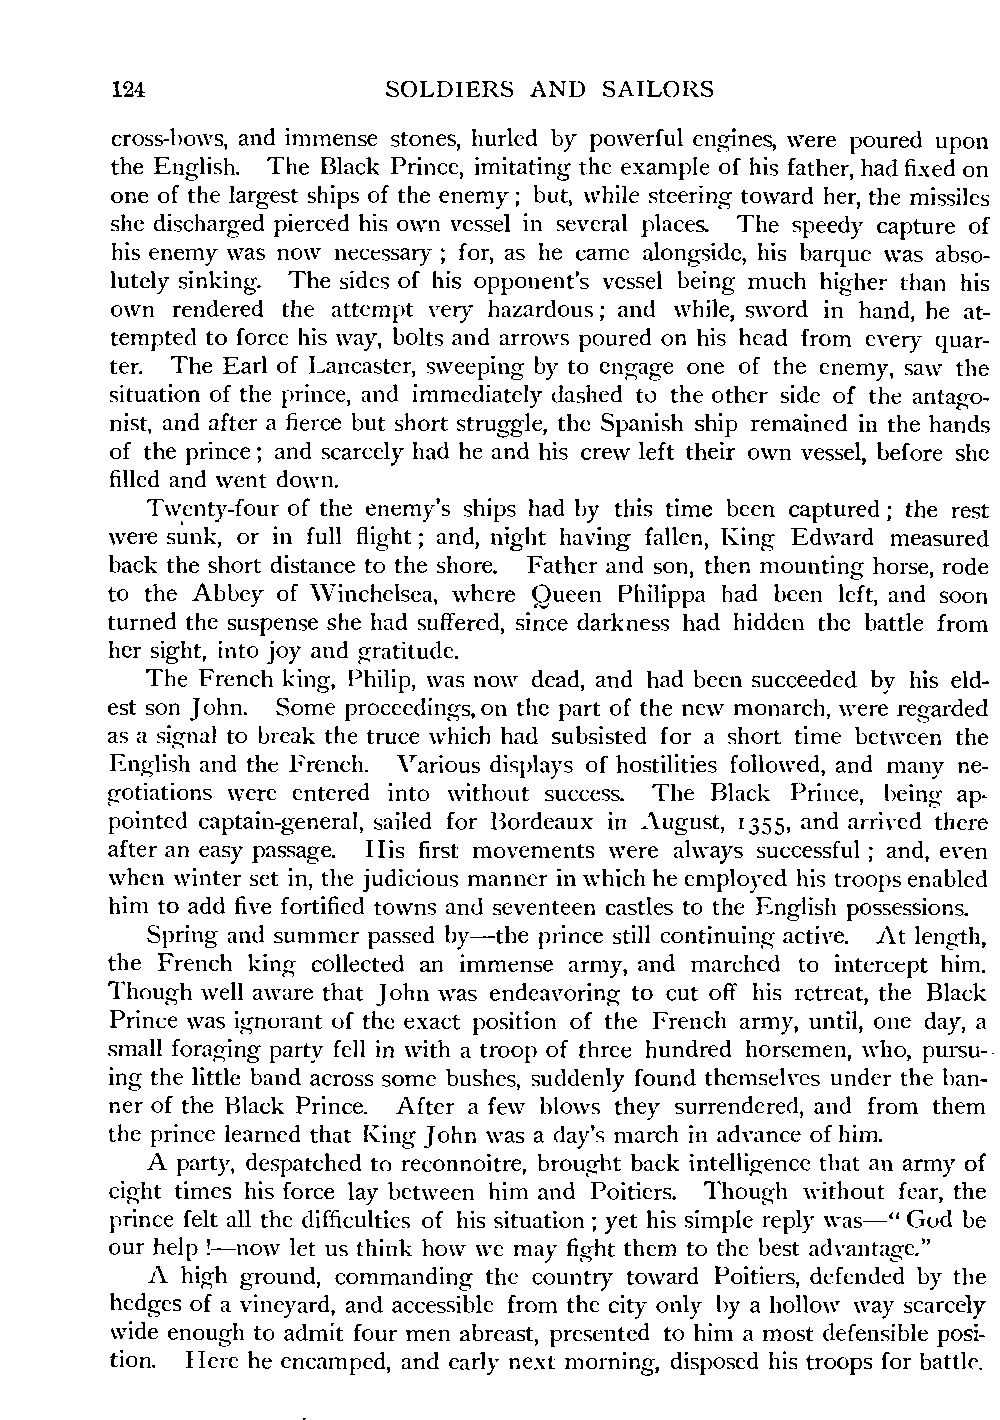 124 SOLDIERS AND SAILORS
cross-bows, and immense stones, hurled by powerful engines, were poured upon
the English. The Black Prince, imitating the example of his father, had fixed on
one of the largest ships of the enemy; but, while steering toward her, the missiles
she discharged pierced his own vessel in several places. The speedy capture of
his enemy was now necessary; for, as he came alongside, his barque was abso-
lutely sinking. The sides of his opponent's vessel being much higher than his
own rendered the attempt very hazardous; and while, sword in hand, he at-
tempted to force his way, bolts and arrows poured on his head from every quar-
ter. The Earl of Lancaster, sweeping by to engage one of the enemy, saw the
situation of the prince, and immediately dashed to the other side of the antago-
nist, and after a fierce but short struggle, the Spanish ship remained in the hands
of the prince; and scarcely had he and his crew left their own vessel, before she
filled and went down.
Twenty-four of the enemy's ships had by this time been captured; the rest
were sunk, or in full flight; and, night having fallen, King Edward measured
back the short distance to the shore. Father and son, then mounting horse, rode
to the Abbey of Winchelsea, where Queen Philippa had been left, and soon
turned the suspense she had suffered, since darkness had hidden the battle from
her sight, into joy and gratitude.
The French king, Philip, was now dead, and had been succeeded by his eld-
est son John. Some proceedings, on the part of the new monarch, were regarded
as a signal to break the truce which had subsisted for a short time between the
English and the French. Various displays of hostilities followed, and many ne-
gotiations were entered into without success. The Black Prince, being ap-
pointed captain-general, sailed for Bordeaux in August, 1355, and arrived there
after an easy passage. His first movements were always successful; and, even
when winter set in, the judicious manner in which he employed his troops enabled
him to add five fortified towns and seventeen castles to the English possessions.
Spring and summer passed by—the prince still continuing active. At length,
the French king collected an immense army, and marched to intercept him.
Though well aware that John was endeavoring to cut off his retreat, the Black
Prince was ignorant of the exact position of the French army, until, one day, a
small foraging party fell in with a troop of three hundred horsemen, who, pursu-
ing the little band across some bushes, suddenly found themselves under the ban-
ner of the Black Prince. After a few blows they surrendered, and from them
the prince learned that King John was a day's march in advance of him.
A party, despatched to reconnoitre, brought back intelligence that an army of
eight times his force lay between him and Poitiers. Though without fear, the
prince felt all the difficulties of his situation; yet his simple reply was—"God be
our help!—now let us think how we may fight them to the best advantage."
A high ground, commanding the country toward Poitiers, defended by the
hedges of a vineyard, and accessible from the city only by a hollow way scarcely
wide enough to admit four men abreast, presented to him a most defensible posi-
tion. Here he encamped, and early next morning, disposed his troops for battle.